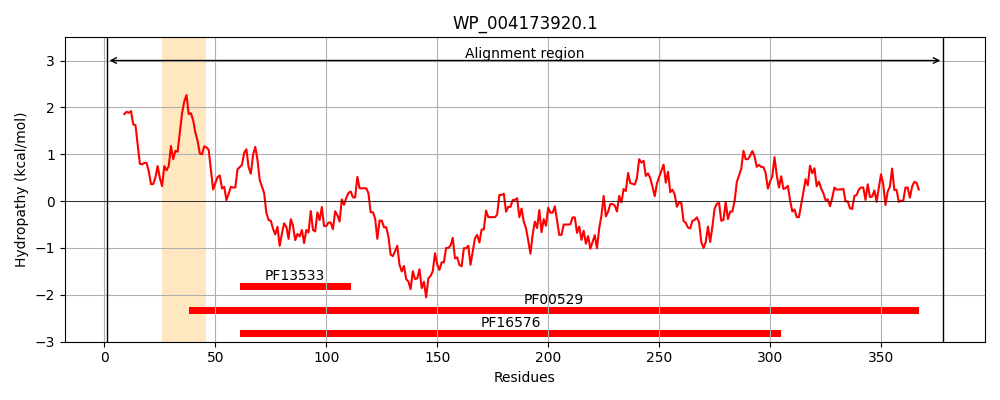 WP_004173920.1
Alignment region
3
2
1
0
−1
−2
−3
Hydropathy (kcal/mol)
PF13533
PF00529
PF16576
0 50 100 150 200 250 300 350
Residues